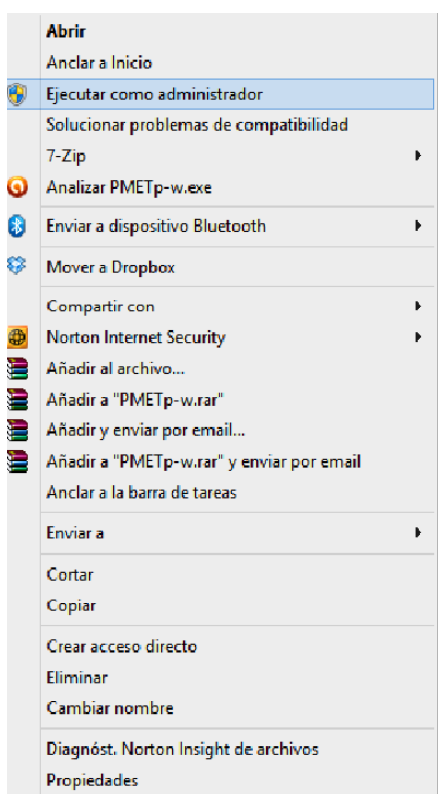 Abrir
Anclar a Inicio
Ejecutar como administrador
Solucionar problemas de compatibilidad
7-Zip
Analizar PMETp-w.exe
Enviar a dispositivo Bluetooth
Mover a Dropbox
Compartir con
Norton Internet Security
Añadir al archivo...
Añadir a "PMETp-w.rar"
Añadir y enviar por email...
Añadir a "PMETp-w.rar" y enviar por email
Anclar a la barra de tareas
Enviar a
Cortar
Copiar
Crear acceso directo
Eliminar
Cambiar nombre
Diagnóst. Norton Insight de archivos
Propiedades